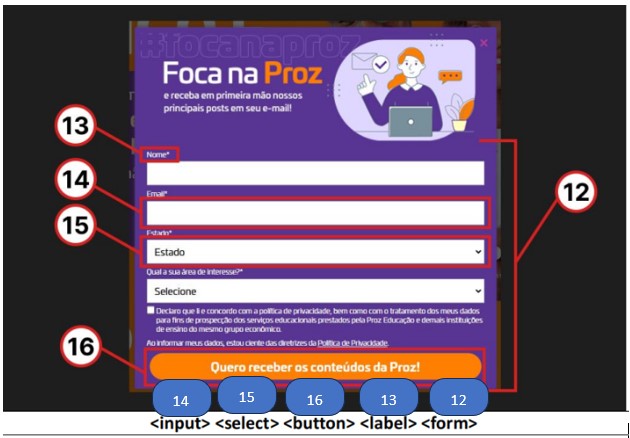 #focanaproz
×
Foca na Proz
e receba em primeira mão nossos
principais posts em seu e-mail!
13
Nome*
14
Email*
12
15
Estado*
Estado
Qual a sua área de interesse?*
Selecione
Declaro que li e concordo com a política de privacidade, bem como com o tratamento dos meus dados
para fins de prospecção dos serviços educacionais prestados pela Proz Educação e demais instituições
de ensino do mesmo grupo econômico.
Ao informar meus dados, estou ciente das diretrizes da Política de Privacidade.
16
Quero receber os conteúdos da Proz!
14 15 16 13 12
<input> <select> <button> <label> <form>